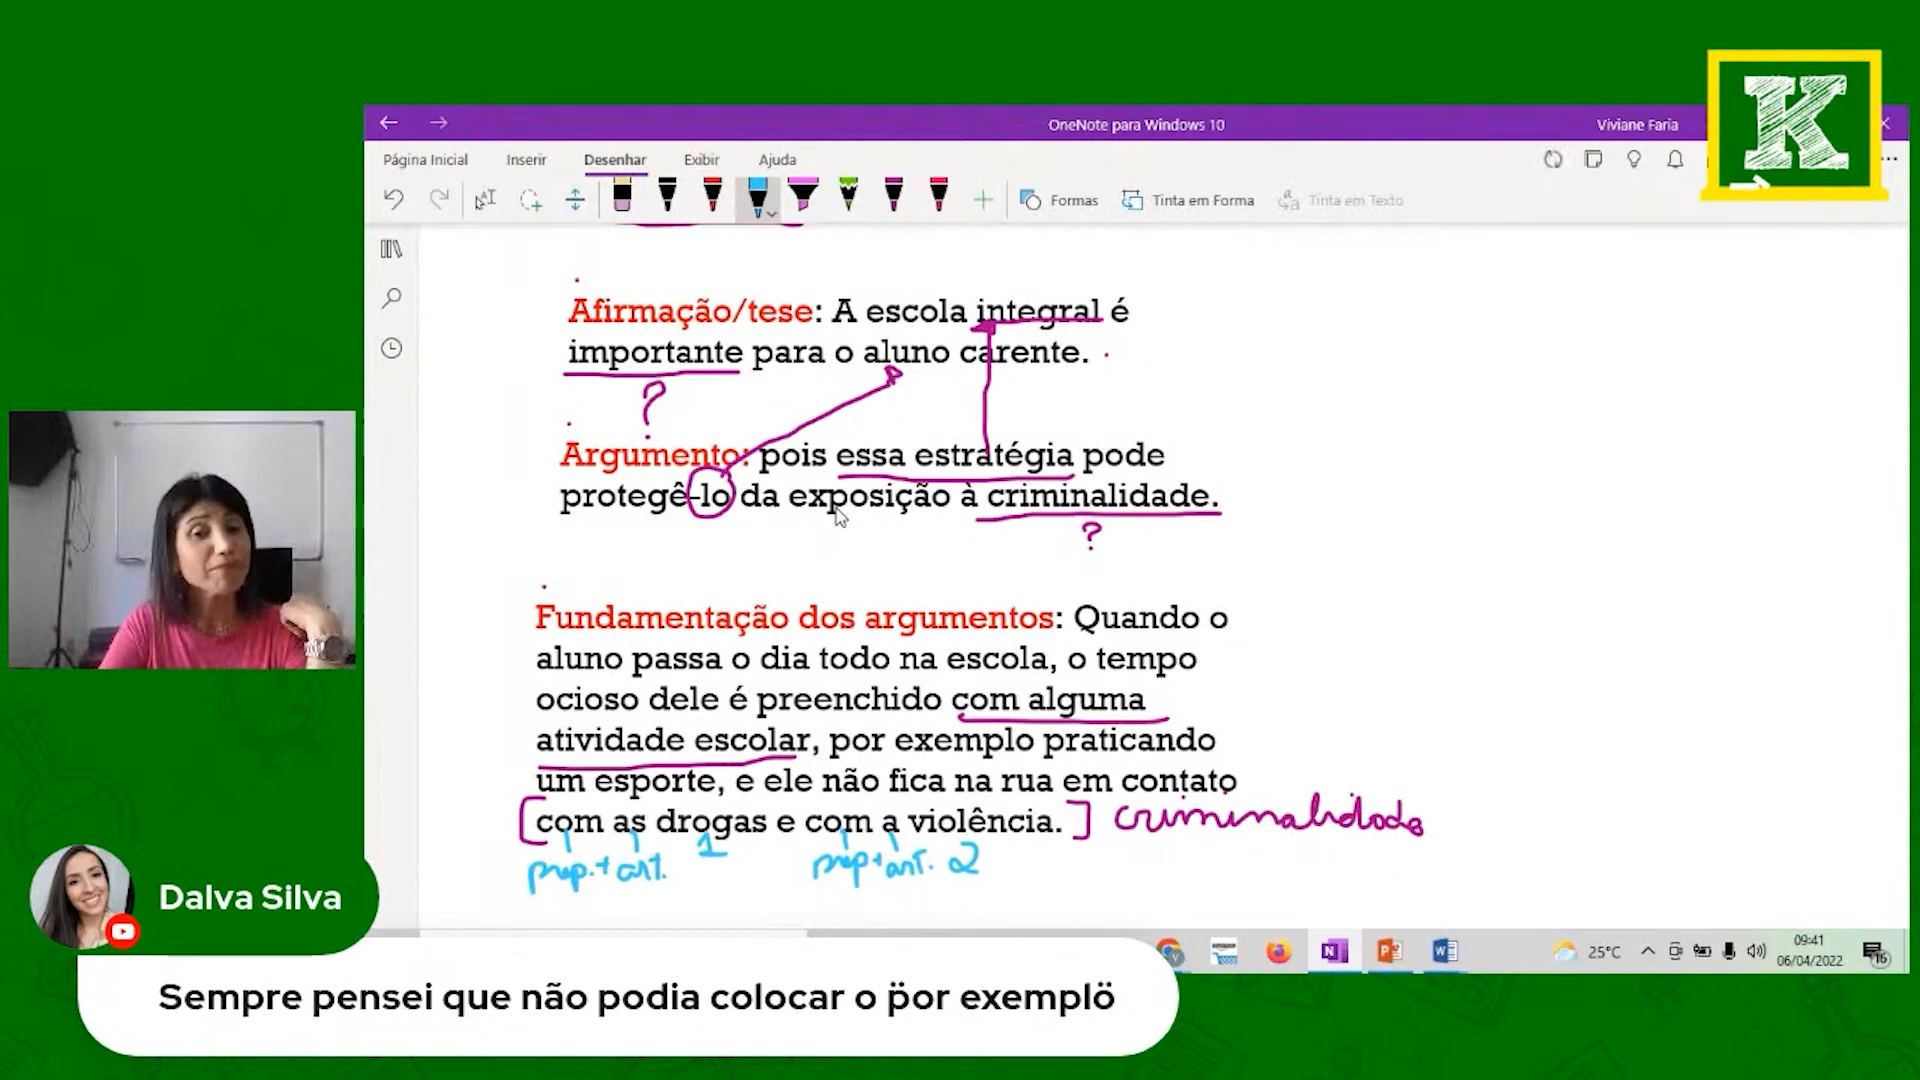 K
OneNote para Windows 10
Viviane Faria
Página Inicial Inserir Desenhar Exibir Ajuda
Formas Tinta em Forma Tinta em Texto
Afirmação/tese: A escola integral é
importante para o aluno carente.
?
Argumento: pois essa estratégia pode
protegê-lo da exposição à criminalidade.
?
Fundamentação dos argumentos: Quando o
aluno passa o dia todo na escola, o tempo
ocioso dele é preenchido com alguma
atividade escolar, por exemplo praticando
um esporte, e ele não fica na rua em contato
[com as drogas e com a violência.] criminalidade
prep. + art. 1 prep + art. 2
Dalva Silva
25°C
09:41
06/04/2022
16
Sempre pensei que não podia colocar o p̈or exemplö